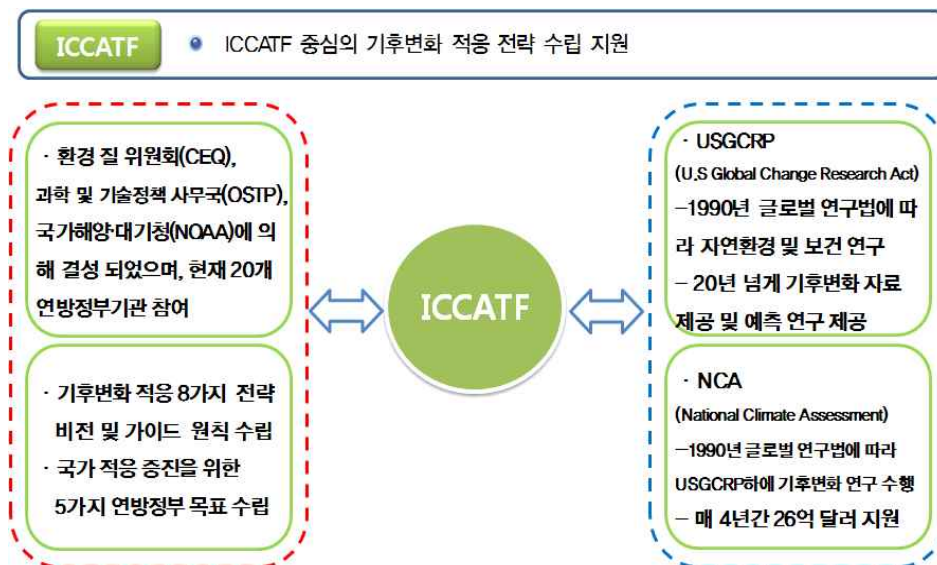 ICCATF
ICCATF 중심의 기후변화 적응 전략 수립 지원
· 환경 질 위원회(CEQ),
과학 및 기술정책 사무국(OSTP),
국가해양·대기청(NOAA)에 의
해 결성 되었으며, 현재 20개
연방정부기관 참여
· 기후변화 적응 8가지 전략
비전 및 가이드 원칙 수립
· 국가 적응 증진을 위한
5가지 연방정부 목표 수립
ICCATF
· USGCRP
(U.S Global Change Research Act)
-1990년 글로벌 연구법에 따
라 자연환경 및 보건 연구
- 20년 넘게 기후변화 자료
제공 및 예측 연구 제공
· NCA
(National Climate Assessment)
-1990년 글로벌 연구법에 따라
USGCRP하에 기후변화 연구 수행
- 매 4년간 26억 달러 지원